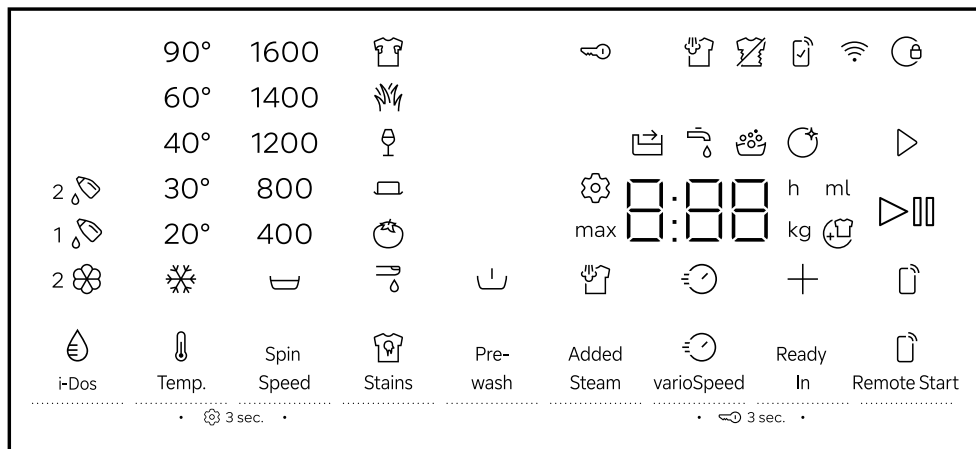 90° 1600
60° 1400
40° 1200
2 30° 800 8:88 h ml
1 20° 400 max kg
2
Spin Pre- Added Ready
i-Dos Temp. Speed Stains wash Steam varioSpeed In Remote Start
3 sec. 3 sec.